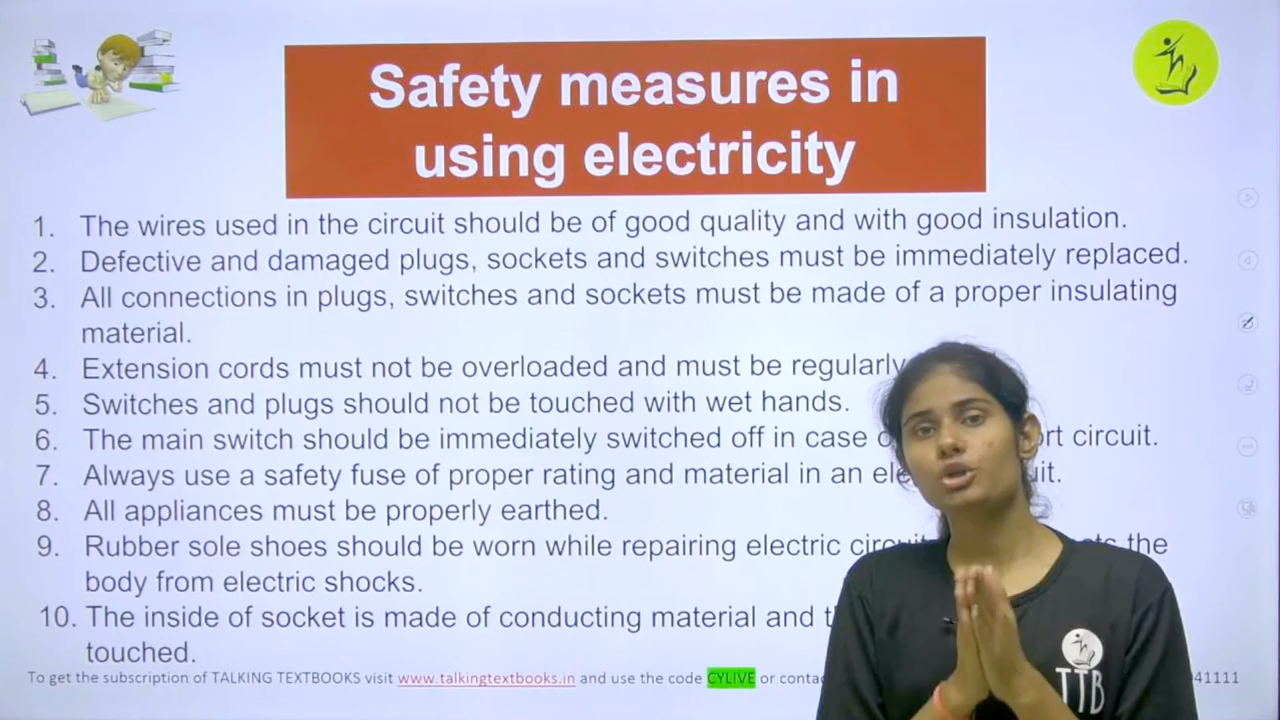 Safety measures in
using electricity
1. The wires used in the circuit should be of good quality and with good insulation.
2. Defective and damaged plugs, sockets and switches must be immediately replaced.
3. All connections in plugs, switches and sockets must be made of a proper insulating
material.
4. Extension cords must not be overloaded and must be regularly
5. Switches and plugs should not be touched with wet hands.
6. The main switch should be immediately switched off in case circuit.
7. Always use a safety fuse of proper rating and material in an
8. All appliances must be properly earthed.
9. Rubber sole shoes should be worn while repairing electric the
body from electric shocks.
10. The inside of socket is made of conducting material and
touched.
To get the subscription of TALKING TEXTBOOKS visit www.talkingtextbooks.in and use the code CYLIVE or
TTB